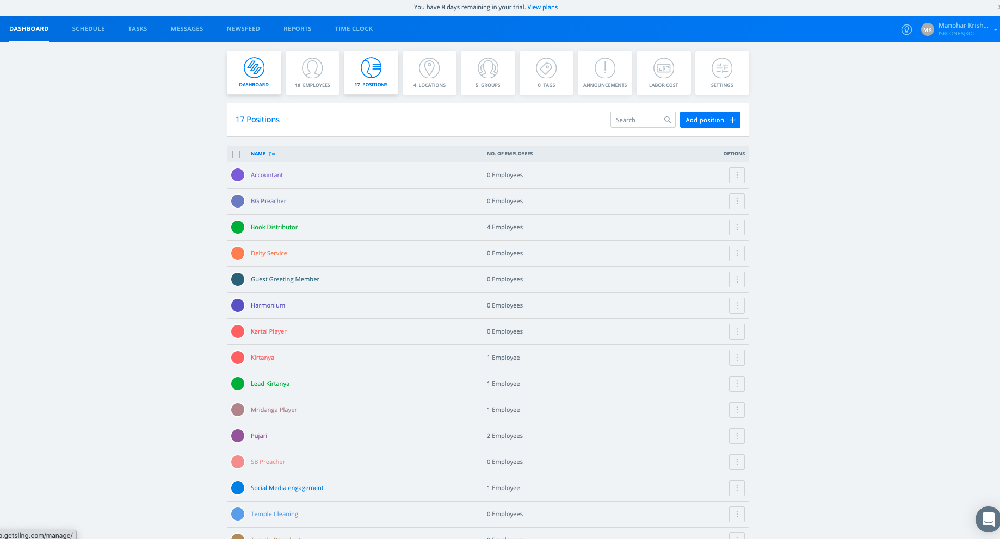 You have 8 days remaining in your trial. View plans
DASHBOARD SCHEDULE TASKS MESSAGES NEWSFEED REPORTS TIME CLOCK
MK Manohar Krish...
ISKCONRAJKOT
DASHBOARD 10 EMPLOYEES 17 POSITIONS 4 LOCATIONS 5 GROUPS 0 TAGS ANNOUNCEMENTS LABOR COST SETTINGS
17 Positions Search Add position
NAME NO. OF EMPLOYEES OPTIONS
Accountant 0 Employees
BG Preacher 0 Employees
Book Distributor 4 Employees
Deity Service 0 Employees
Guest Greeting Member 0 Employees
Harmonium 0 Employees
Kartal Player 0 Employees
Kirtanya 1 Employee
Lead Kirtanya 1 Employee
Mridanga Player 1 Employee
Pujari 2 Employees
SB Preacher 0 Employees
Social Media engagement 1 Employee
Temple Cleaning 0 Employees
p.getsling.com/manage/